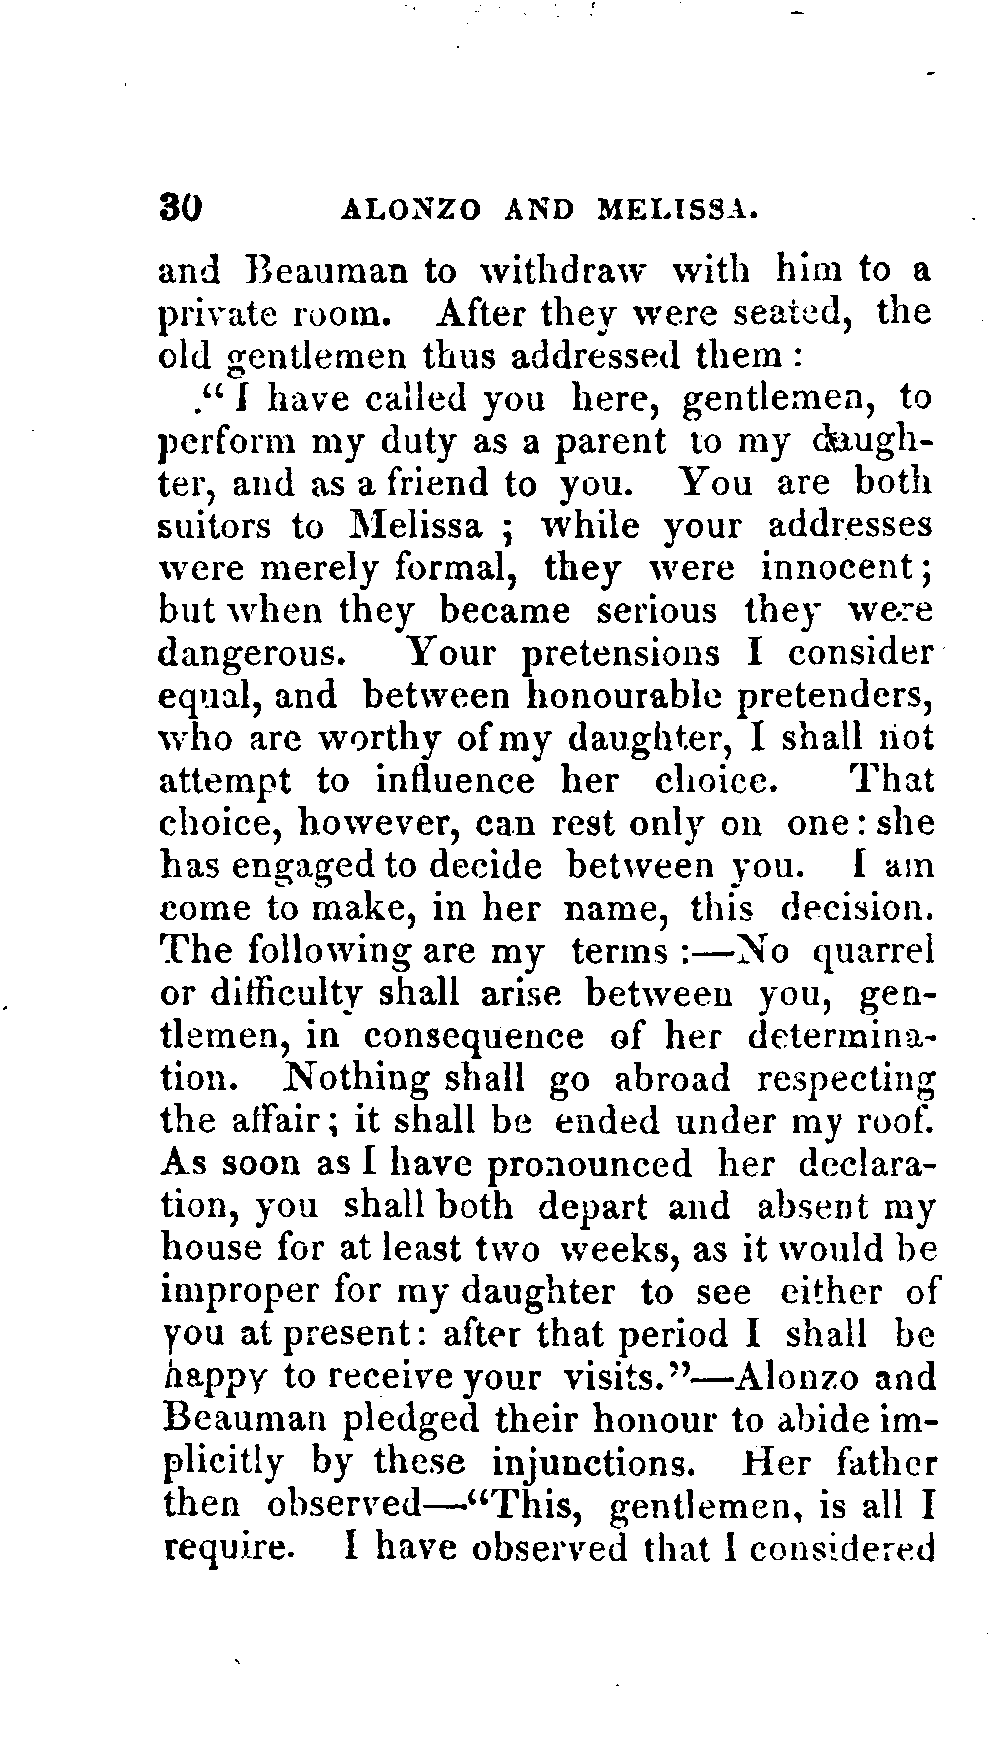 30 ALONZO AND MELISSA.
and Beauman to withdraw with him to a
private room. After they were seated, the
old gentlemen thus addressed them :
"I have called you here, gentlemen, to
perform my duty as a parent to my daugh-
ter, and as a friend to you. You are both
suitors to Melissa ; while your addresses
were merely formal, they were innocent;
but when they became serious they were
dangerous. Your pretensions I consider
equal, and between honourable pretenders,
who are worthy of my daughter, I shall not
attempt to influence her choice. That
choice, however, can rest only on one: she
has engaged to decide between you. I am
come to make, in her name, this decision.
The following are my terms :—No quarrel
or difficulty shall arise between you, gen-
tlemen, in consequence of her determina-
tion. Nothing shall go abroad respecting
the affair; it shall be ended under my roof.
As soon as I have pronounced her declara-
tion, you shall both depart and absent my
house for at least two weeks, as it would be
improper for my daughter to see either of
you at present: after that period I shall be
happy to receive your visits."—Alonzo and
Beauman pledged their honour to abide im-
plicitly by these injunctions. Her father
then observed—"This, gentlemen, is all I
require. I have observed that I considered